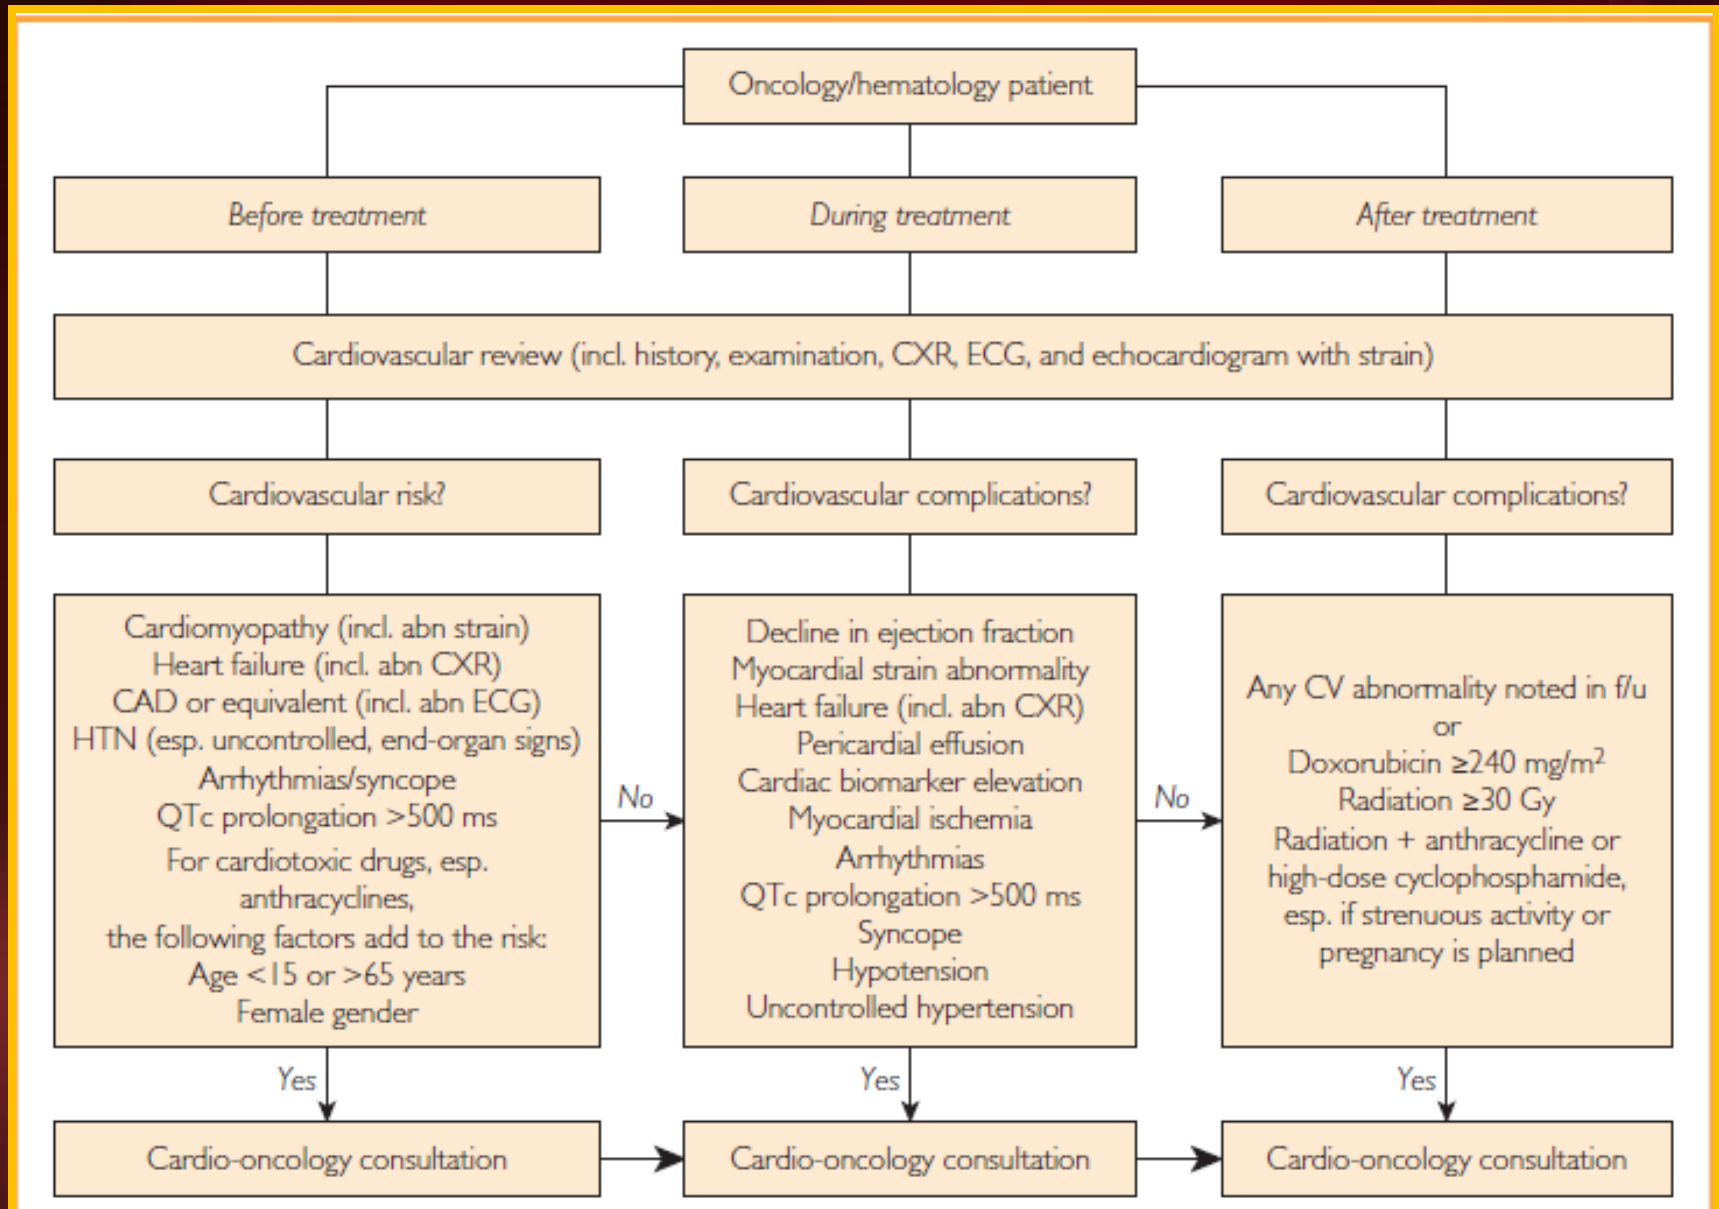 Oncology/hematology patient
Before treatment
During treatment
After treatment
Cardiovascular review (incl. history, examination, CXR, ECG, and echocardiogram with strain)
Cardiovascular risk?
Cardiovascular complications?
Cardiovascular complications?
Cardiomyopathy (incl. abn strain)
Heart failure (incl. abn CXR)
CAD or equivalent (incl. abn ECG)
HTN (esp. uncontrolled, end-organ signs)
Arrhythmias/syncope
QTc prolongation >500 ms
For cardiotoxic drugs, esp.
anthracyclines,
the following factors add to the risk:
Age <15 or >65 years
Female gender
No
Decline in ejection fraction
Myocardial strain abnormality
Heart failure (incl. abn CXR)
Pericardial effusion
Cardiac biomarker elevation
Myocardial ischemia
Arrhythmias
QTc prolongation >500 ms
Syncope
Hypotension
Uncontrolled hypertension
No
Any CV abnormality noted in f/u
or
Doxorubicin ≥240 mg/m²
Radiation ≥30 Gy
Radiation + anthracycline or
high-dose cyclophosphamide,
esp. if strenuous activity or
pregnancy is planned
Yes
Yes
Yes
Cardio-oncology consultation
Cardio-oncology consultation
Cardio-oncology consultation